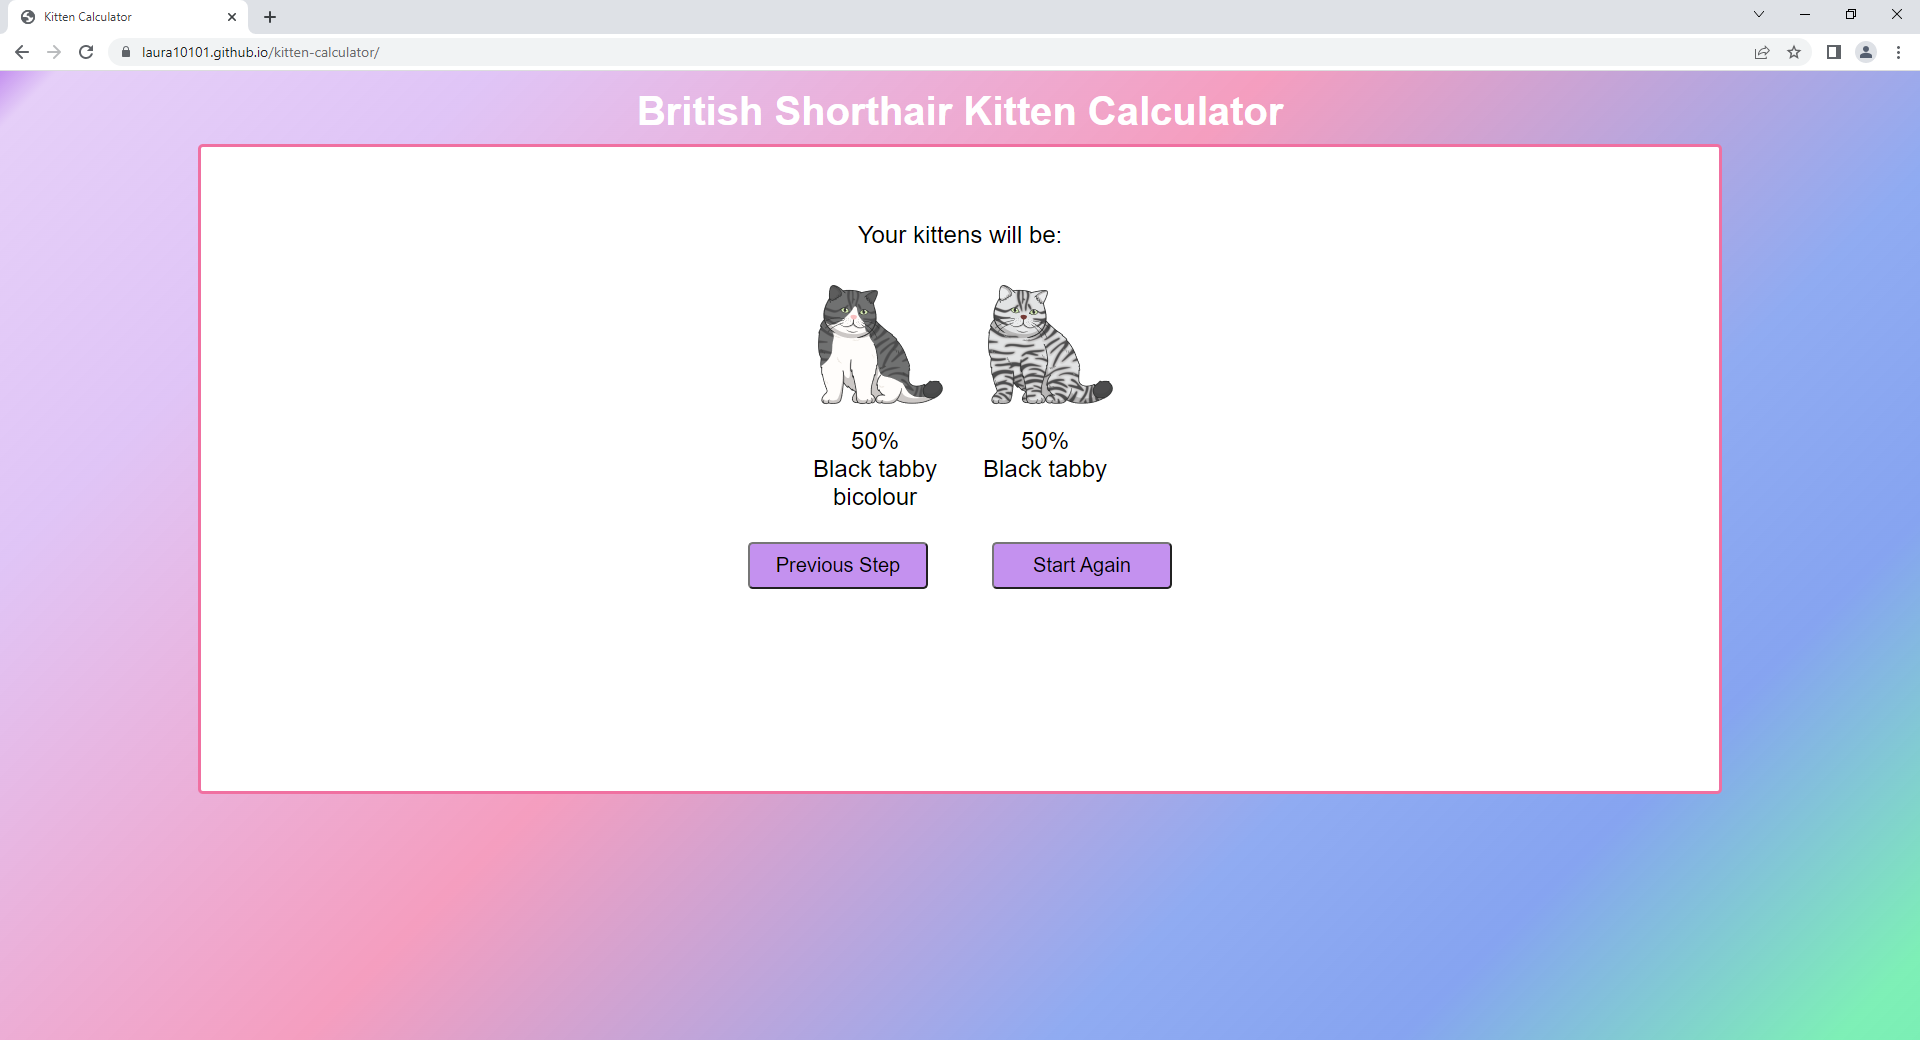 Kitten Calculator
laura10101.github.io/kitten-calculator/
British Shorthair Kitten Calculator
Your kittens will be:
50%
Black tabby
bicolour
50%
Black tabby
Previous Step
Start Again